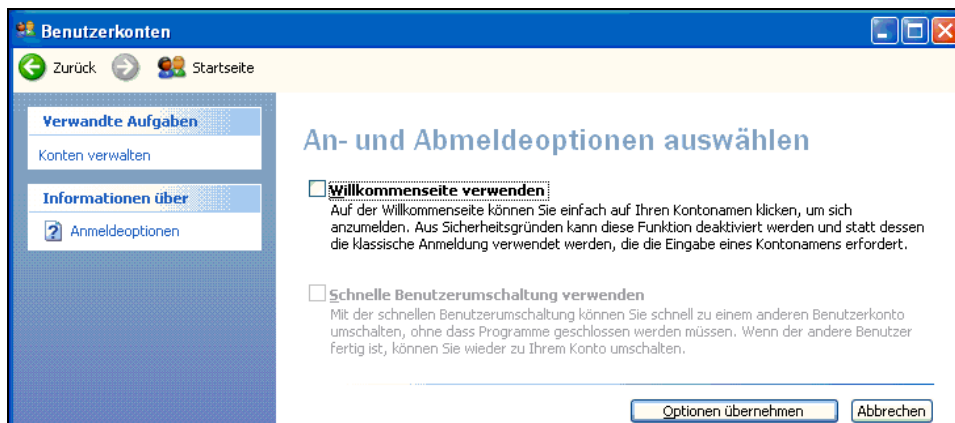 Benutzerkonten
Zurück Startseite
Verwandte Aufgaben
Konten verwalten
Informationen über
Anmeldeoptionen
An- und Abmeldeoptionen auswählen
Willkommenseite verwenden
Auf der Willkommenseite können Sie einfach auf Ihren Kontonamen klicken, um sich
anzumelden. Aus Sicherheitsgründen kann diese Funktion deaktiviert werden und statt dessen
die klassische Anmeldung verwendet werden, die die Eingabe eines Kontonamens erfordert.
Schnelle Benutzerumschaltung verwenden
Mit der schnellen Benutzerumschaltung können Sie schnell zu einem anderen Benutzerkonto
umschalten, ohne dass Programme geschlossen werden müssen. Wenn der andere Benutzer
fertig ist, können Sie wieder zu Ihrem Konto umschalten.
Optionen übernehmen Abbrechen